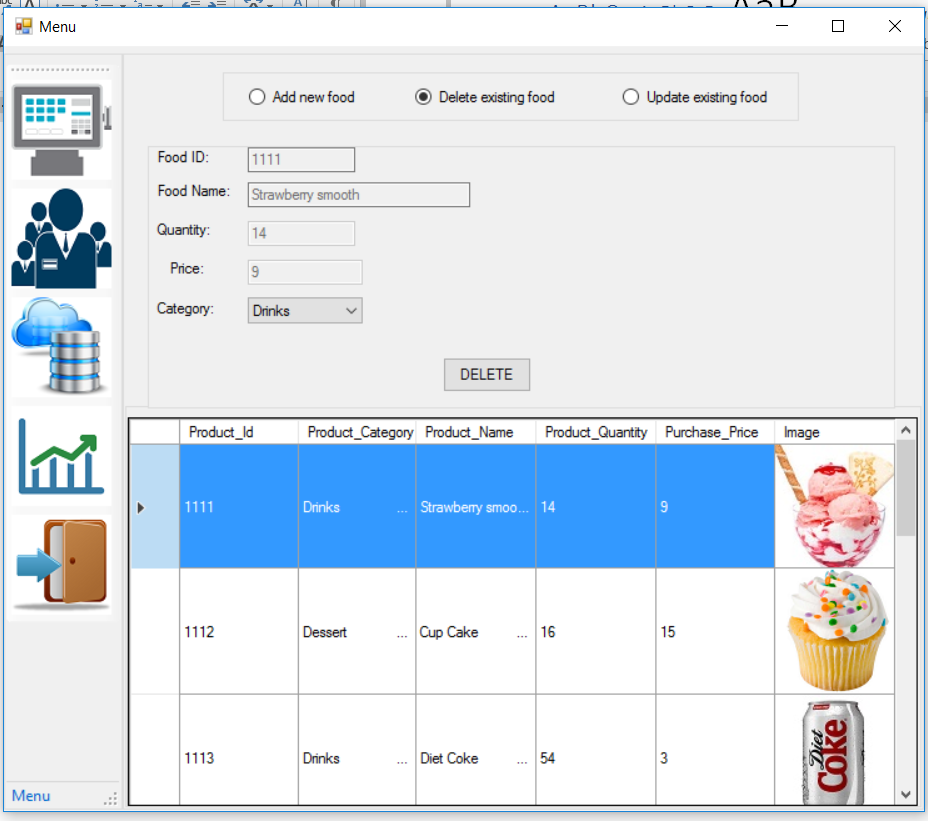 Menu
Add new food Delete existing food Update existing food
Food ID: 1111
Food Name: Strawberry smooth
Quantity: 14
Price: 9
Category: Drinks
DELETE
Product_Id Product_Category Product_Name Product_Quantity Purchase_Price Image
1111 Drinks ... Strawberry smoo... 14 9
1112 Dessert ... Cup Cake ... 16 15
1113 Drinks ... Diet Coke ... 54 3
Diet
Coke
Menu